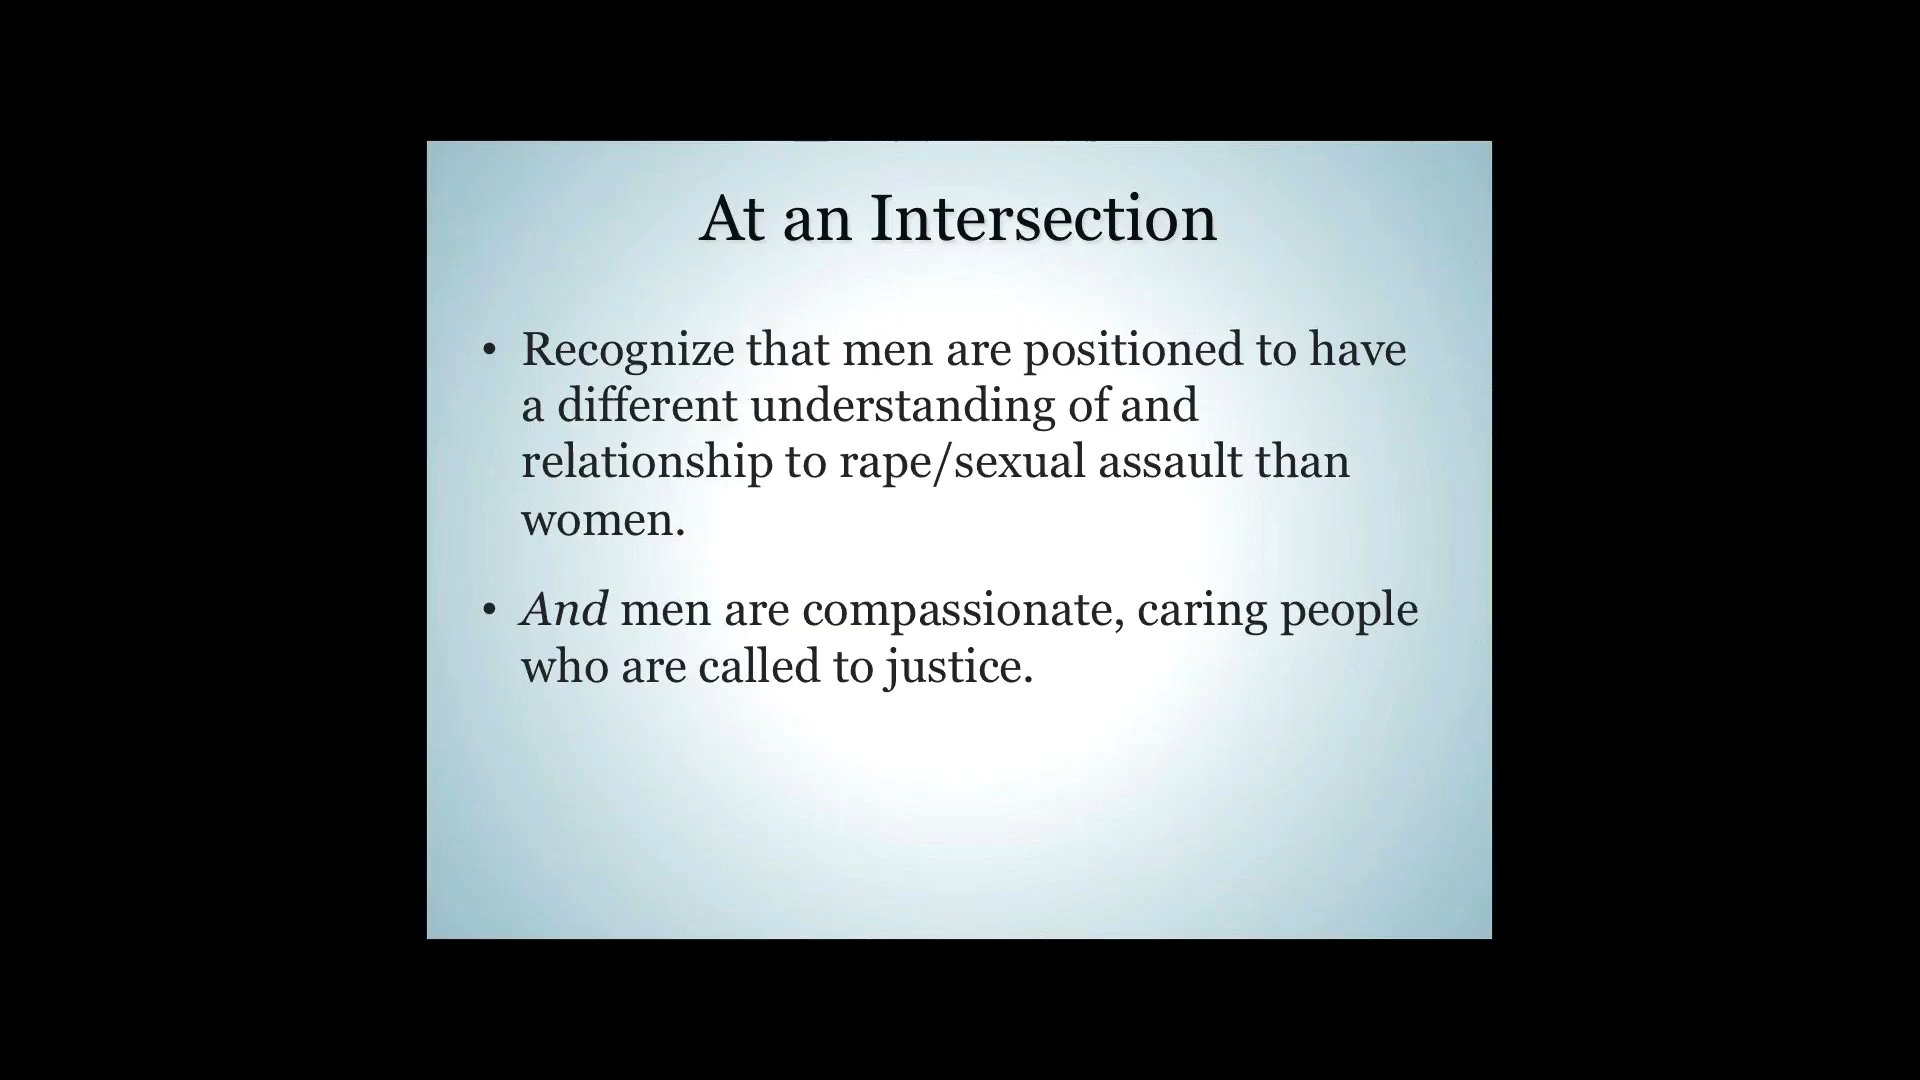 At an Intersection
• Recognize that men are positioned to have
a different understanding of and
relationship to rape/sexual assault than
women.
• And men are compassionate, caring people
who are called to justice.